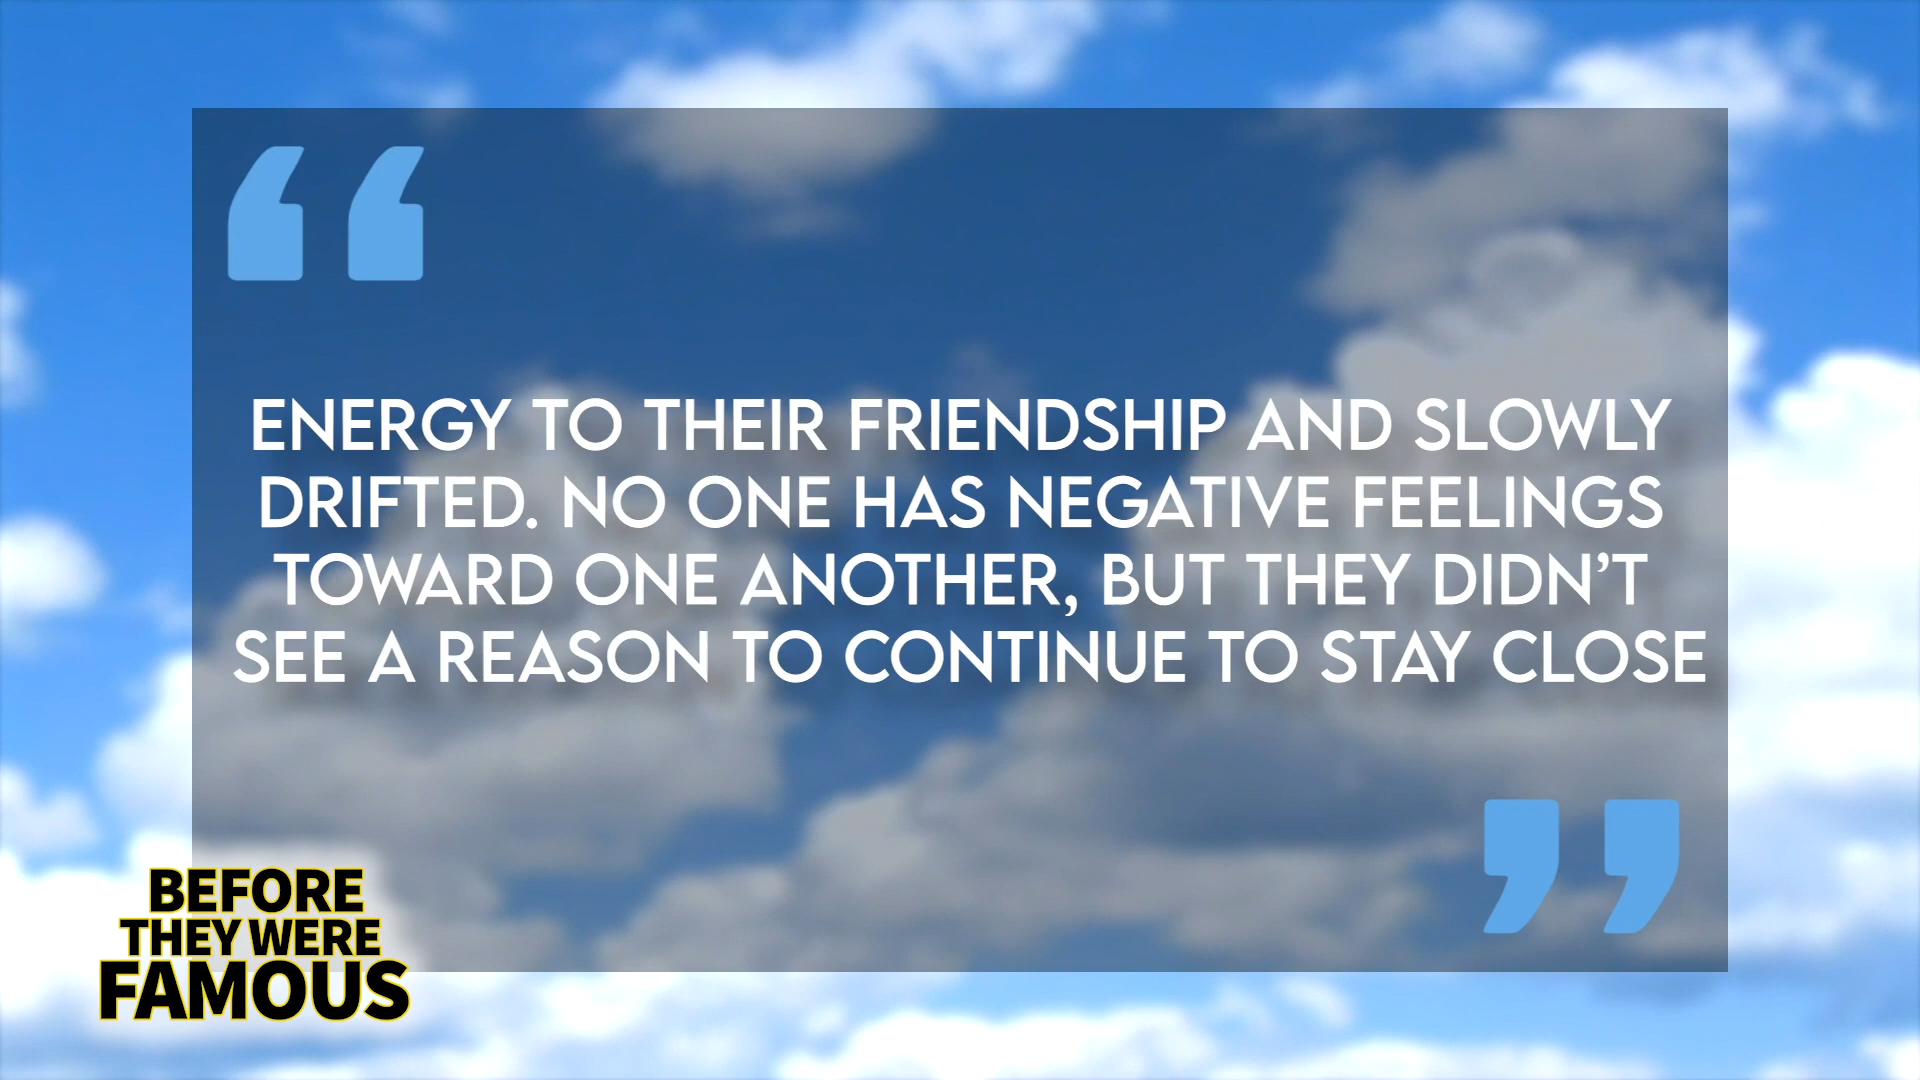 ENERGY TO THEIR FRIENDSHIP AND SLOWLY
DRIFTED. NO ONE HAS NEGATIVE FEELINGS
TOWARD ONE ANOTHER, BUT THEY DIDN’T
SEE A REASON TO CONTINUE TO STAY CLOSE
BEFORE
THEY WERE
FAMOUS